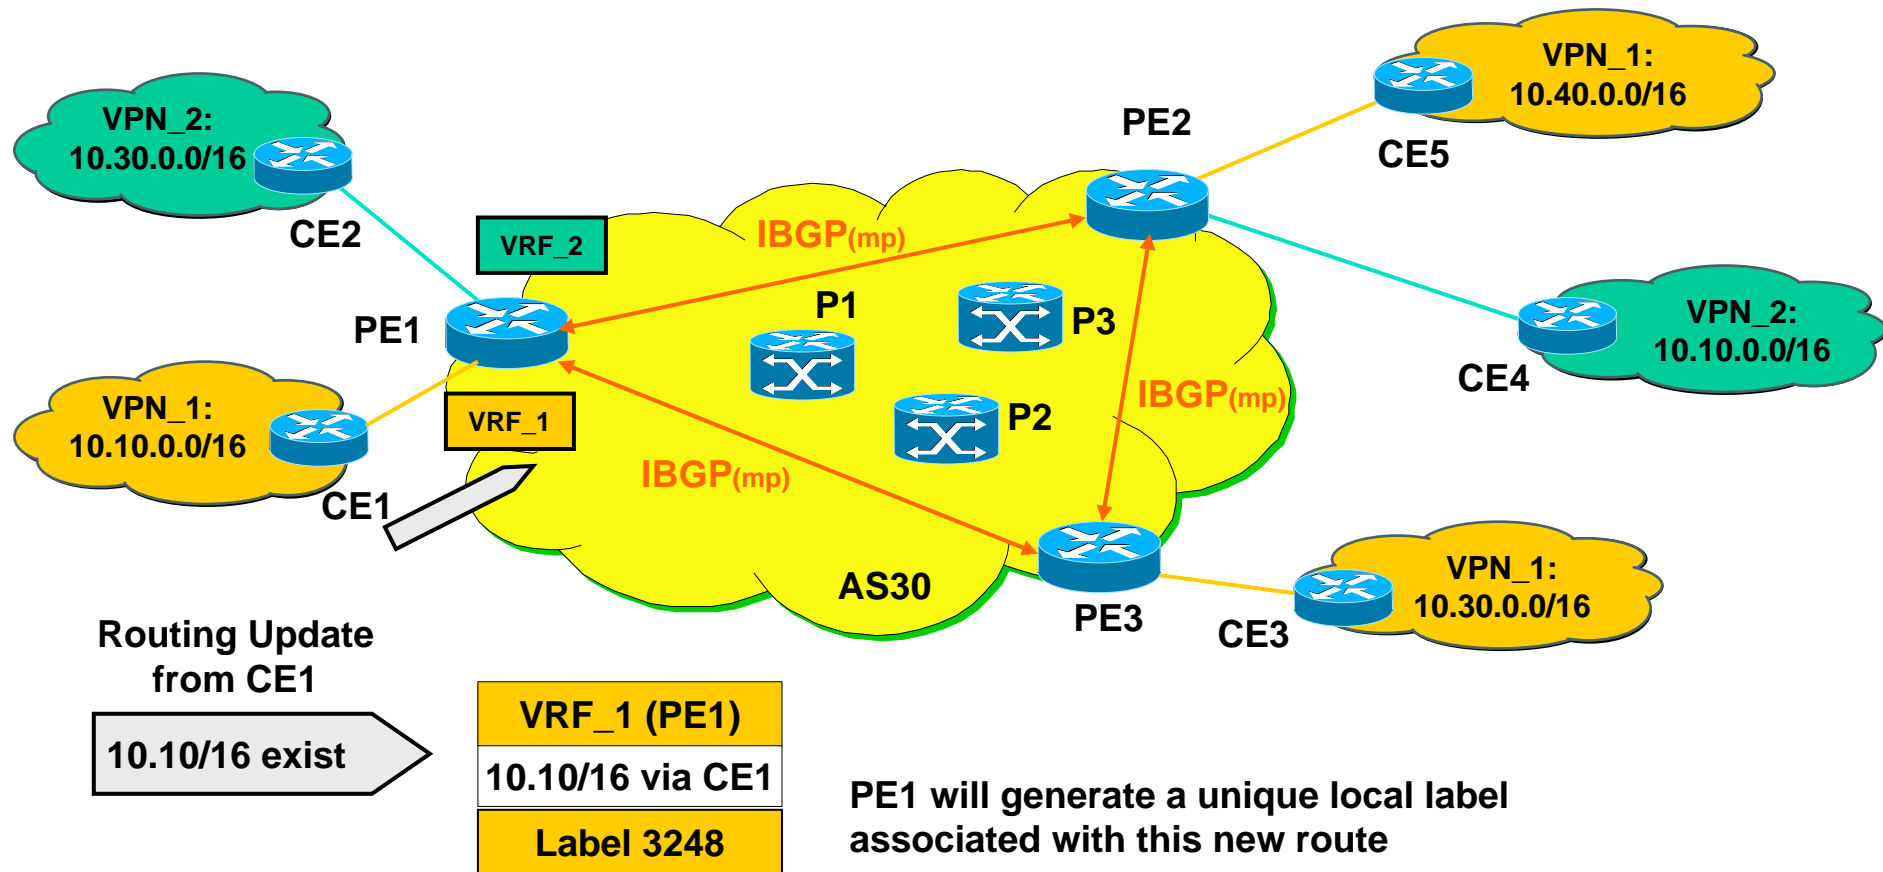 VPN_1:
10.40.0.0/16
CE5
PE2
VPN_2:
10.30.0.0/16
CE2
VRF_2
IBGP(mp)
P1
P3
PE1
VPN_2:
10.10.0.0/16
CE4
VPN_1:
10.10.0.0/16
CE1
VRF_1
P2
IBGP(mp)
IBGP(mp)
AS30
PE3
VPN_1:
10.30.0.0/16
CE3
Routing Update
from CE1
10.10/16 exist
VRF_1 (PE1)
10.10/16 via CE1
Label 3248
PE1 will generate a unique local label
associated with this new route